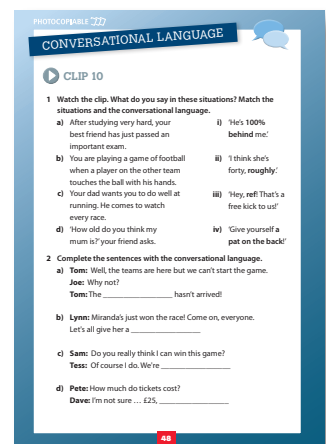 PHOTOCOPIABLE
CONVERSATIONAL LANGUAGE
CLIP 10
1 Watch the clip. What do you say in these situations? Match the
situations and the conversational language.
a) After studying very hard, your
best friend has just passed an
important exam.
b) You are playing a game of football
when a player on the other team
touches the ball with his hands.
c) Your dad wants you to do well at
running. He comes to watch
every race.
d) 'How old do you think my
mum is?' your friend asks.
i) 'He's 100%
behind me.'
ii) 'I think she's
forty, roughly.'
iii) 'Hey, ref! That's a
free kick to us!'
iv) 'Give yourself a
pat on the back!'
2 Complete the sentences with the conversational language.
a) Tom: Well, the teams are here but we can't start the game.
Joe: Why not?
Tom: The ____________________ hasn't arrived!
b) Lynn: Miranda's just won the race! Come on, everyone.
Let's all give her a ____________________
c) Sam: Do you really think I can win this game?
Tess: Of course I do. We're ____________________
d) Pete: How much do tickets cost?
Dave: I'm not sure … £25, ____________________
48